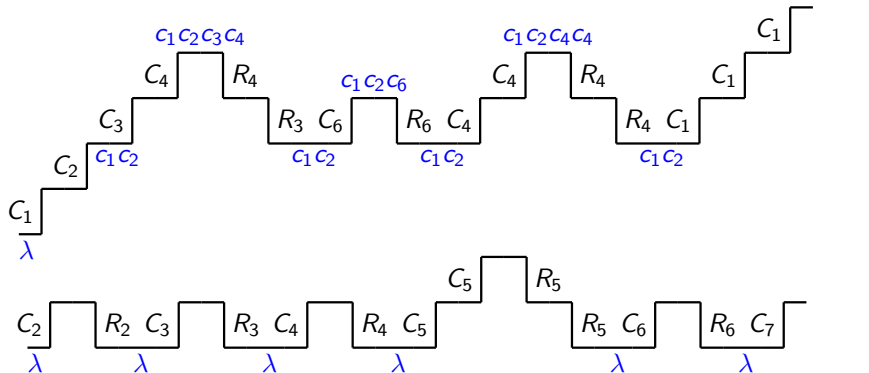 c1c2c3c4 c1c2c4c4 C1
C4 R4 c1c2c6 C4 R4 C1
C3 R3 C6 R6 C4 R4 C1
C2 c1c2 c1c2 c1c2 c1c2
C1
λ
C5 R5
C2 R2 C3 R3 C4 R4 C5 R5 C6 R6 C7
λ λ λ λ λ λ